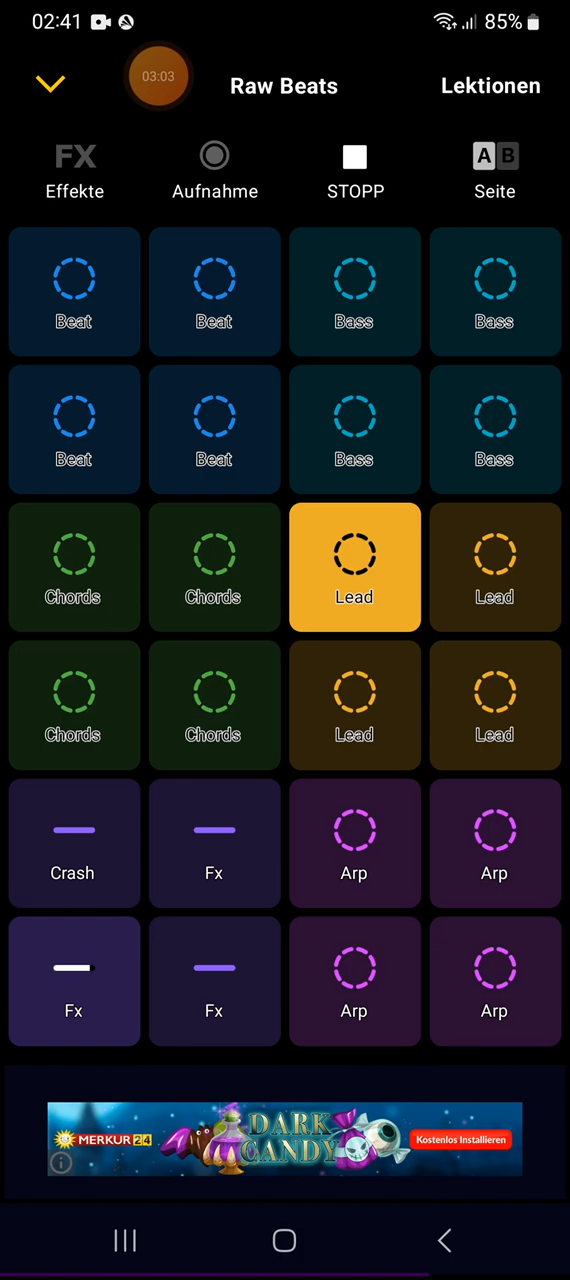 02:41 85%
03:03
Raw Beats
Lektionen
FX
A B
Effekte Aufnahme STOPP Seite
Beat Beat Bass Bass
Beat Beat Bass Bass
Chords Chords Lead Lead
Chords Chords Lead Lead
Crash Fx Arp Arp
Fx Fx Arp Arp
MERKUR 24
DARK
CANDY
Kostenlos Installieren